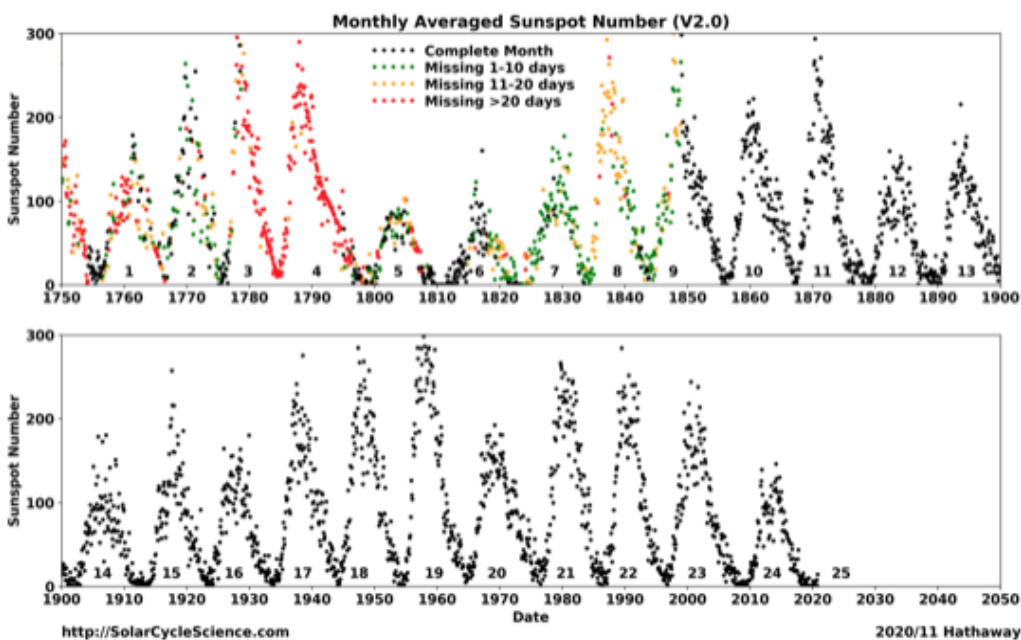 Monthly Averaged Sunspot Number (V2.0)
300
200
100
0
Sunspot Number
Complete Month
Missing 1-10 days
Missing 11-20 days
Missing >20 days
1 2 3 4 5 6 7 8 9 10 11 12 13
1750 1760 1770 1780 1790 1800 1810 1820 1830 1840 1850 1860 1870 1880 1890 1900
300
200
100
0
Sunspot Number
14 15 16 17 18 19 20 21 22 23 24 25
1900 1910 1920 1930 1940 1950 1960 1970 1980 1990 2000 2010 2020 2030 2040 2050
Date
http://SolarCycleScience.com
2020/11 Hathaway